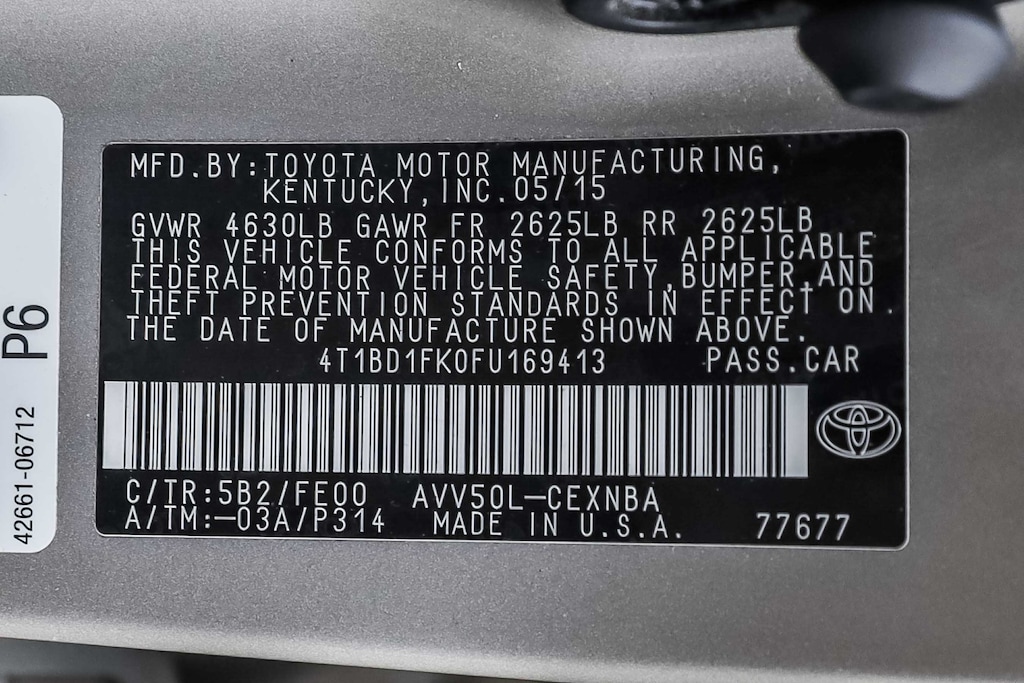 MFD.BY:TOYOTA MOTOR MANUFACTURING,
KENTUCKY,INC.05/15
GVWR 4630LB GAWR FR 2625LB RR 2625LB
THIS VEHICLE CONFORMS TO ALL APPLICABLE
FEDERAL MOTOR VEHICLE SAFETY,BUMPER,AND
THEFT PREVENTION STANDARDS IN EFFECT ON
THE DATE OF MANUFACTURE SHOWN ABOVE.
4T1BD1FK0FU169413 PASS.CAR
C/TR:5B2/FE00 AVV50L-CEXNBA
A/TM:-03A/P314 MADE IN U.S.A. 77677
P6
42661-06712